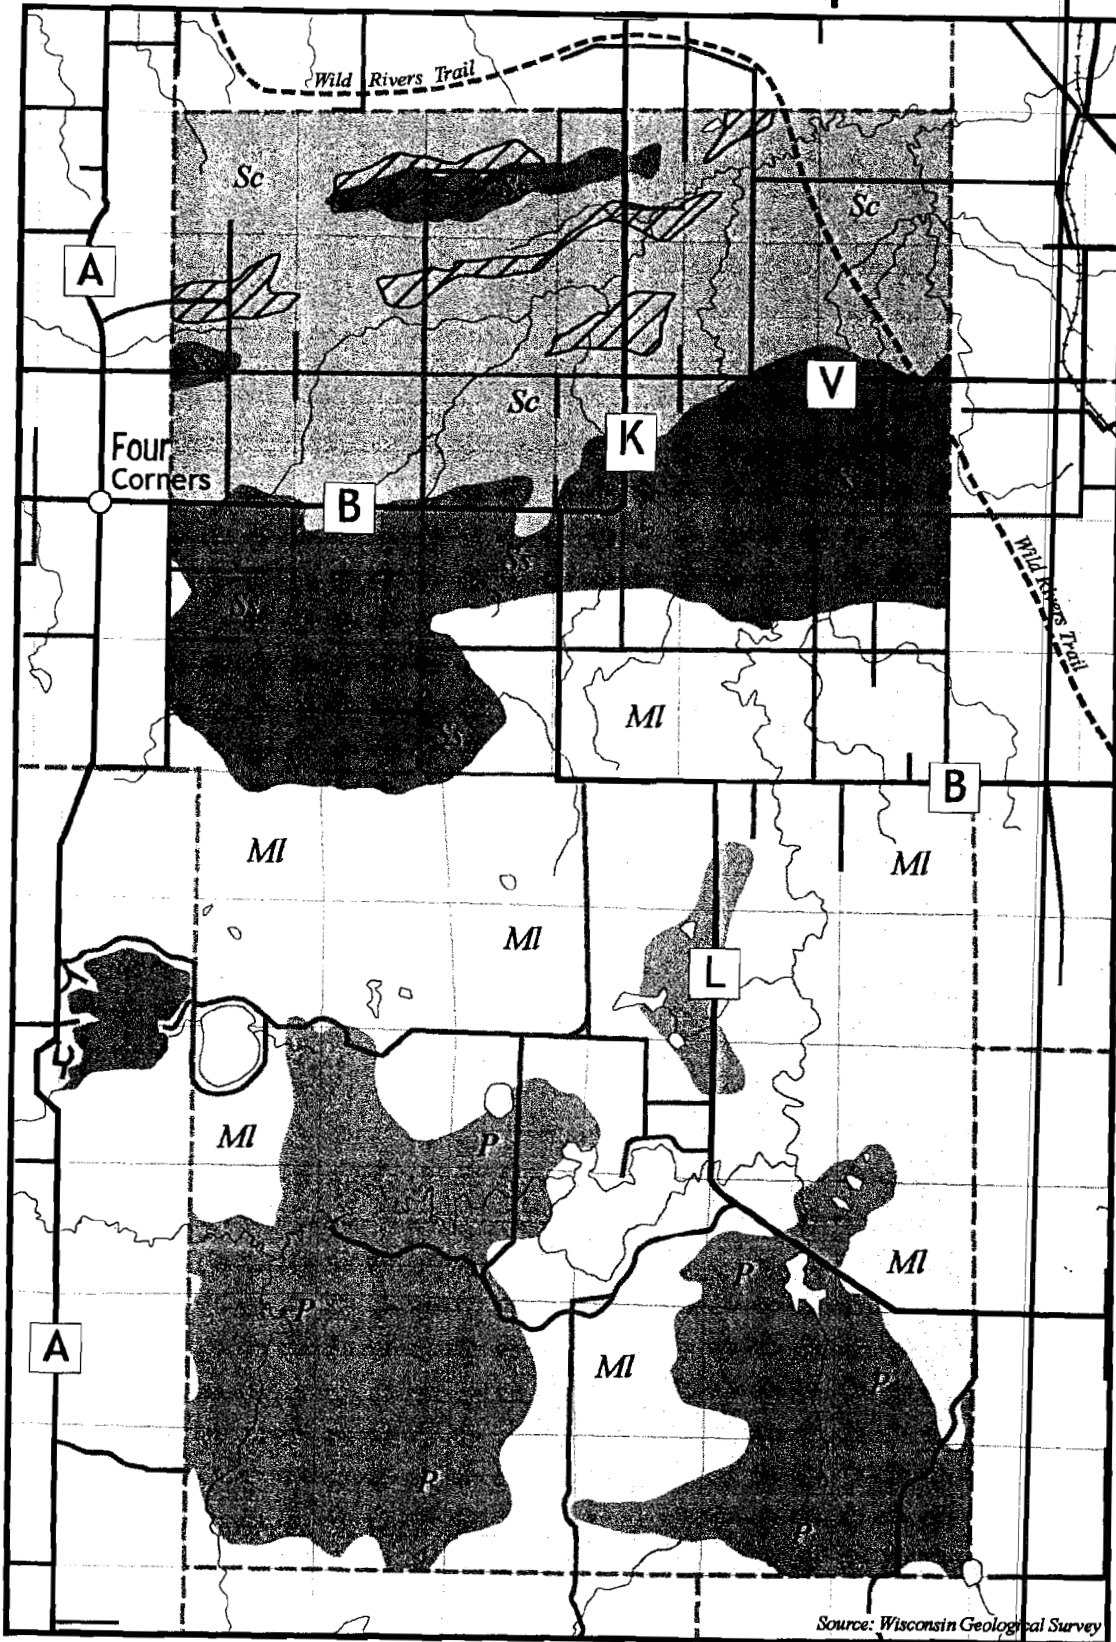 Wild Rivers Trail
Sc
Sc
A
V
Sc
K
Four
Corners
B
Ss
Wild Rivers Trail
Ss
Ml
Ss
B
Ml
Ml
Ml
L
Ml
P
Ml
P
P
A
Ml
P
P
P
Source: Wisconsin Geological Survey